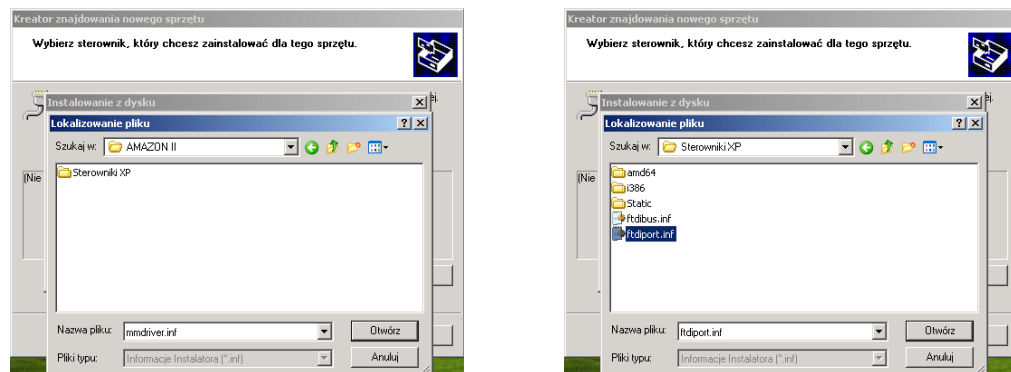 Kreator znajdowania nowego sprzętu
Wybierz sterownik, który chcesz zainstalować dla tego sprzętu.
Instalowanie z dysku
Lokalizowanie pliku
Szukaj w: AMAZON II
Sterowniki XP
(Nie
Nazwa pliku: mmdriver.inf
Otwórz
Pliki typu: Informacje Instalatora (*.inf)
Anuluj
Kreator znajdowania nowego sprzętu
Wybierz sterownik, który chcesz zainstalować dla tego sprzętu.
Instalowanie z dysku
Lokalizowanie pliku
Szukaj w: Sterowniki XP
amd64
i386
Static
ftdibus.inf
ftdiport.inf
(Nie
Nazwa pliku: ftdiport.inf
Otwórz
Pliki typu: Informacje Instalatora (*.inf)
Anuluj